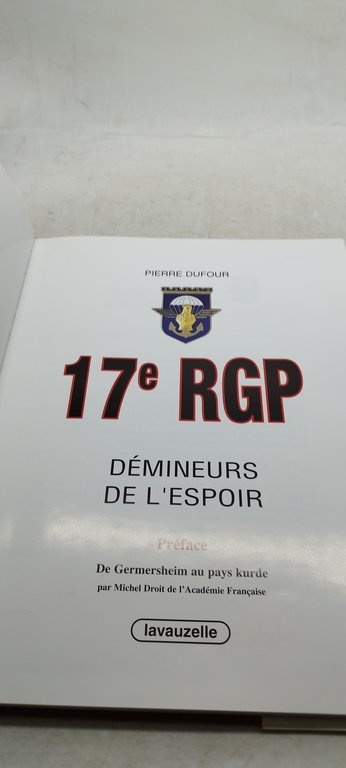 PIERRE DUFOUR
17e RGP
DÉMINEURS
DE L'ESPOIR
Préface
De Germersheim au pays kurde
par Michel Droit de l'Académie Française
lavauzelle